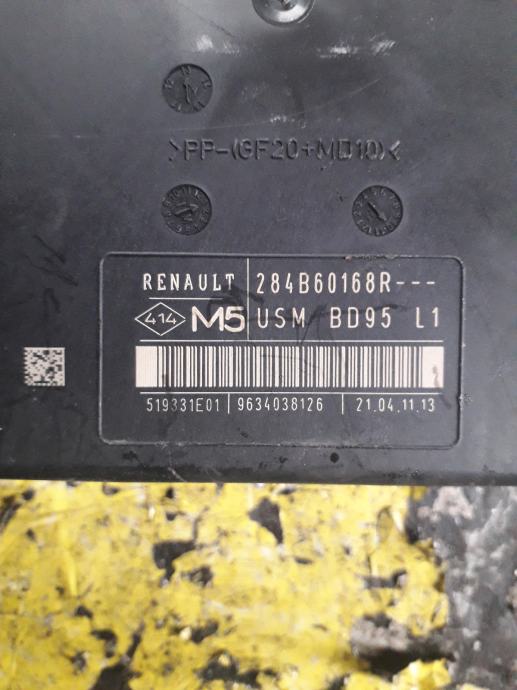 >PP-(GF20+MD10)<
RENAULT 284B60168R---
414 M5 USM BD95 L1
519331E01 9634038126 21.04.11.13